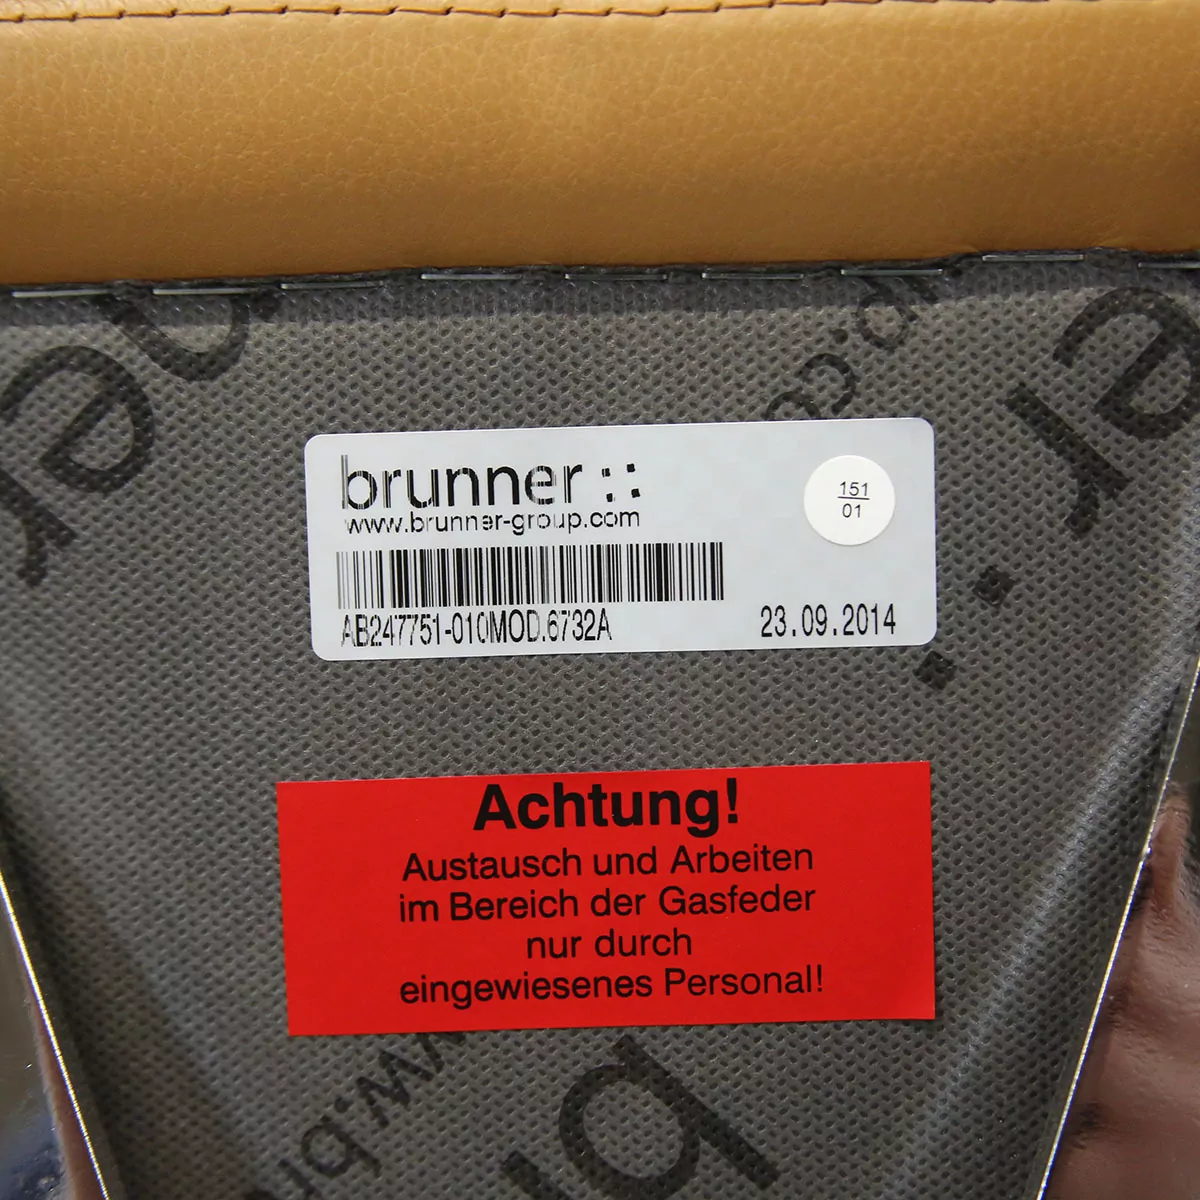 brunner ::
www.brunner-group.com
151
01
AB247751-010MOD.6732A
23.09.2014
Achtung!
Austausch und Arbeiten
im Bereich der Gasfeder
nur durch
eingewiesenes Personal!